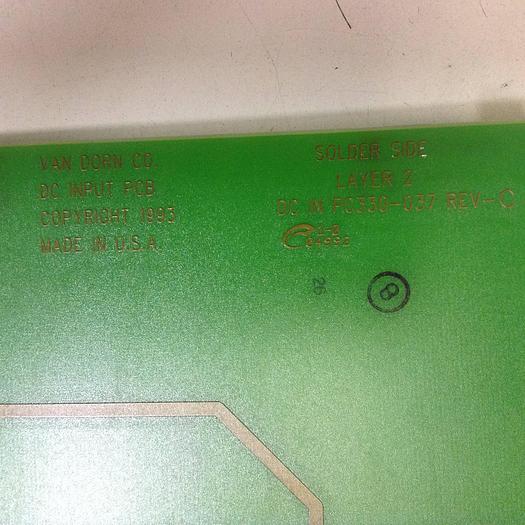 VAN DORN CO.
DC INPUT PCB
COPYRIGHT 1993
MADE IN U.S.A.
SOLDER SIDE
LAYER 2
DC IN PC330-037 REV-C
26
8